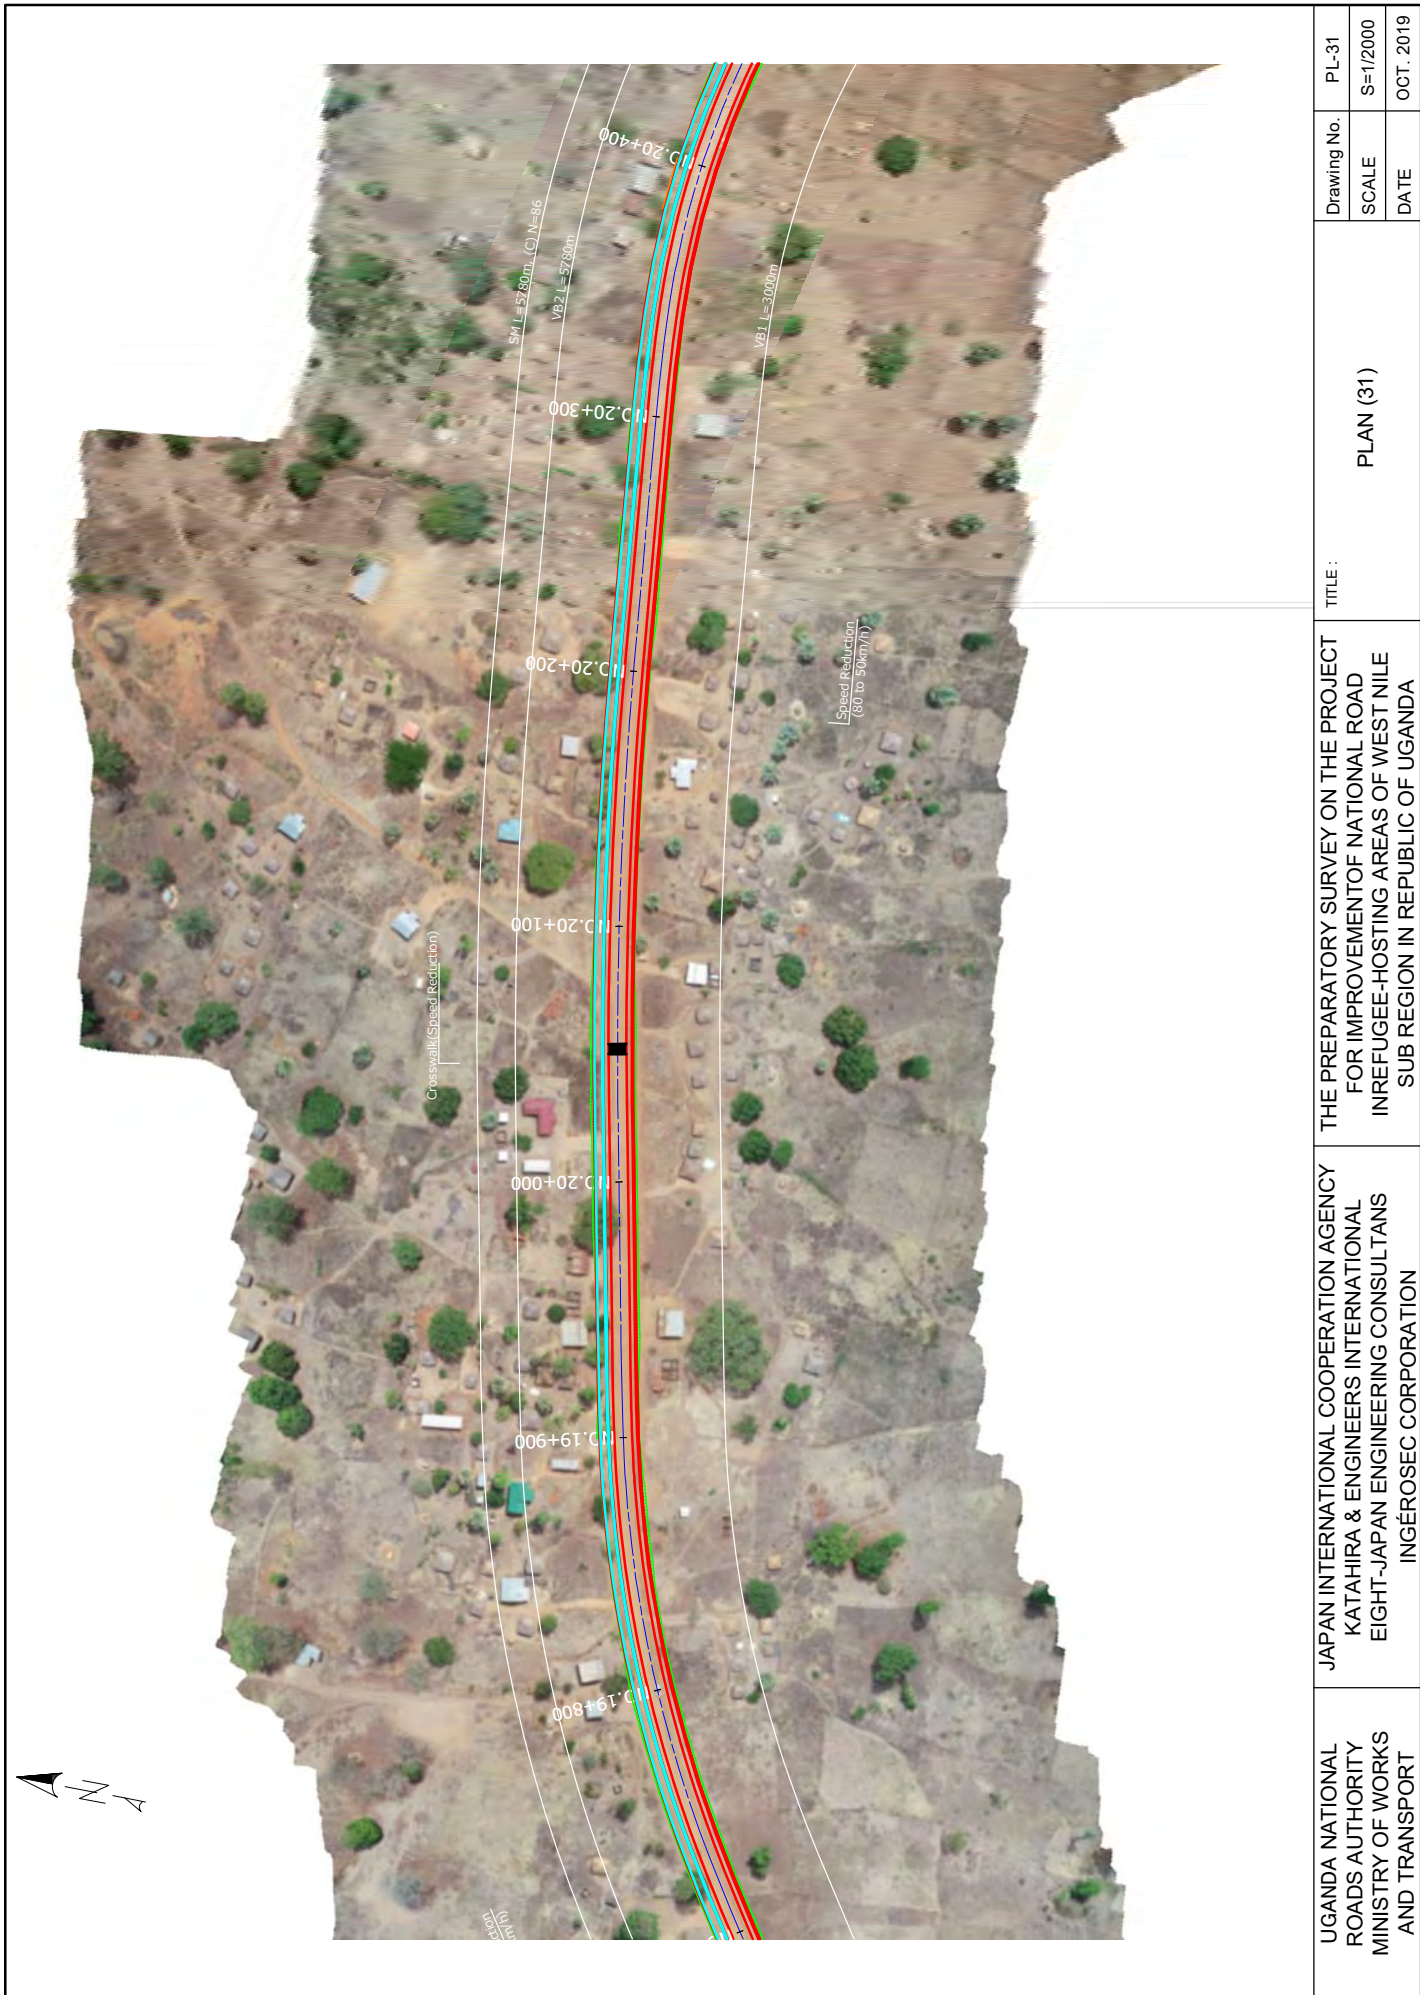 UGANDA NATIONAL
ROADS AUTHORITY
MINISTRY OF WORKS
AND TRANSPORT
JAPAN INTERNATIONAL COOPERATION AGENCY
KATAHIRA & ENGINEERS INTERNATIONAL
EIGHT-JAPAN ENGINEERING CONSULTANS
INGÉROSEC CORPORATION
THE PREPARATORY SURVEY ON THE PROJECT
FOR IMPROVEMENTOF NATIONAL ROAD
INREFUGEE-HOSTING AREAS OF WEST NILE
SUB REGION IN REPUBLIC OF UGANDA
TITLE :
PLAN (31)
Drawing No. PL-31
SCALE S=1/2000
DATE OCT. 2019
N
SM L=5780m, (C) N=86
VB2 L=5780m
VB1 L=3000m
Crosswalk(Speed Reduction)
Speed Reduction
(80 to 50km/h)
NO.19+800
NO.19+900
NO.20+000
NO.20+100
NO.20+200
NO.20+300
NO.20+400